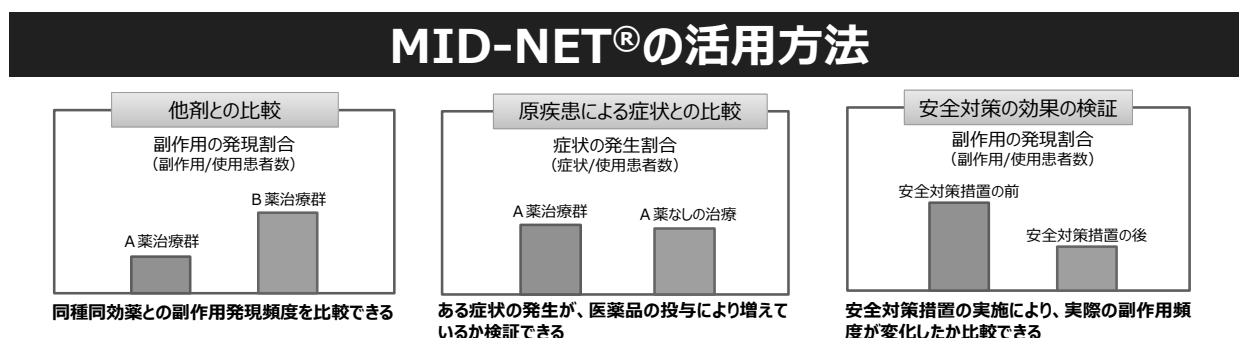 MID-NET®の活用方法
他剤との比較
副作用の発現割合
（副作用/使用患者数）
B薬治療群
A薬治療群
同種同効薬との副作用発現頻度を比較できる
原疾患による症状との比較
症状の発生割合
（症状/使用患者数）
A薬治療群
A薬なしの治療
ある症状の発生が、医薬品の投与により増えて
いるか検証できる
安全対策の効果の検証
副作用の発現割合
（副作用/使用患者数）
安全対策措置の前
安全対策措置の後
安全対策措置の実施により、実際の副作用頻
度が変化したか比較できる